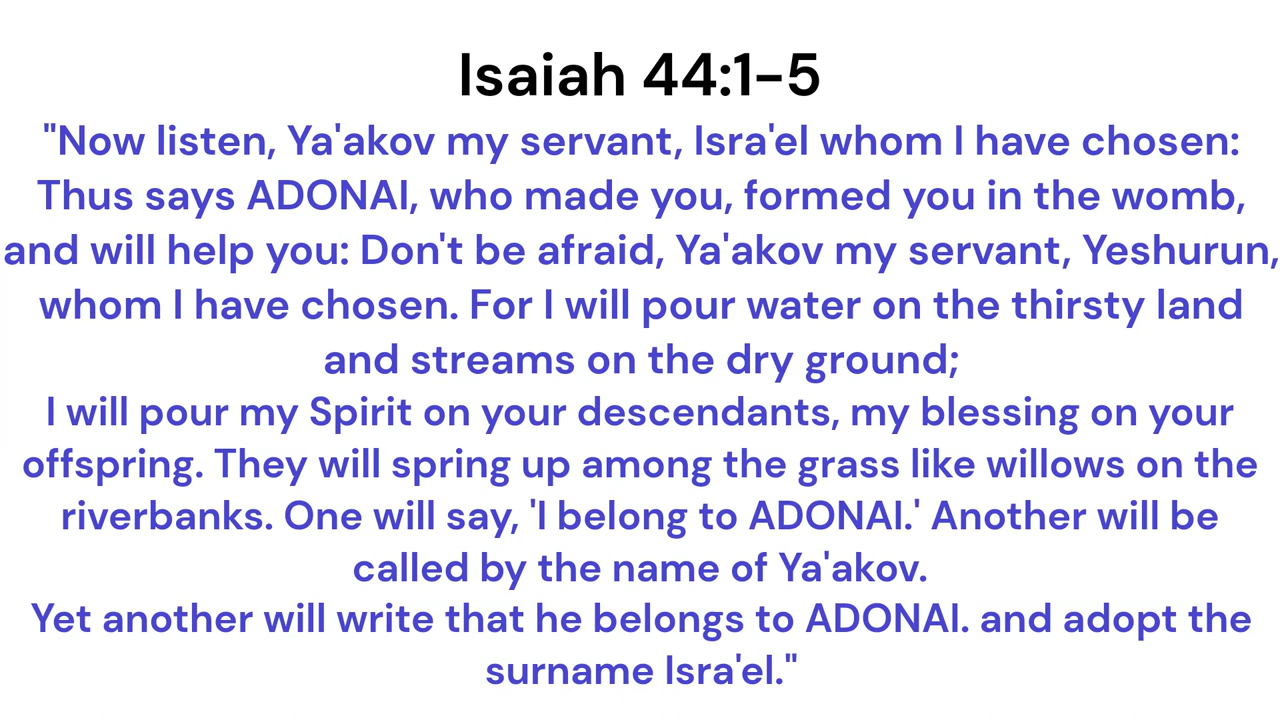 Isaiah 44:1-5
"Now listen, Ya'akov my servant, Isra'el whom I have chosen:
Thus says ADONAI, who made you, formed you in the womb,
and will help you: Don't be afraid, Ya'akov my servant, Yeshurun,
whom I have chosen. For I will pour water on the thirsty land
and streams on the dry ground;
I will pour my Spirit on your descendants, my blessing on your
offspring. They will spring up among the grass like willows on the
riverbanks. One will say, 'I belong to ADONAI.' Another will be
called by the name of Ya'akov.
Yet another will write that he belongs to ADONAI. and adopt the
surname Isra'el."